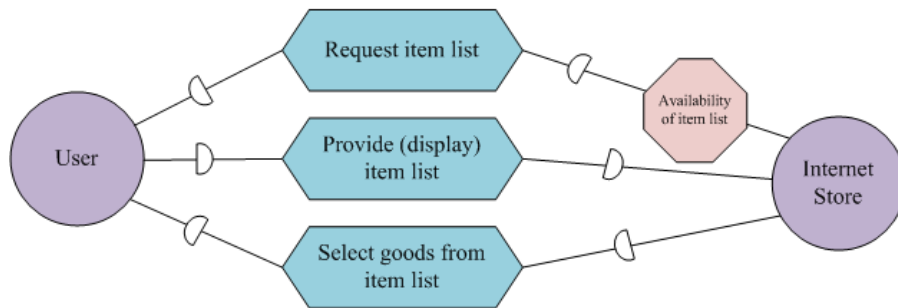 Request item list
Availability
of item list
User
Provide (display)
item list
Internet
Store
Select goods from
item list